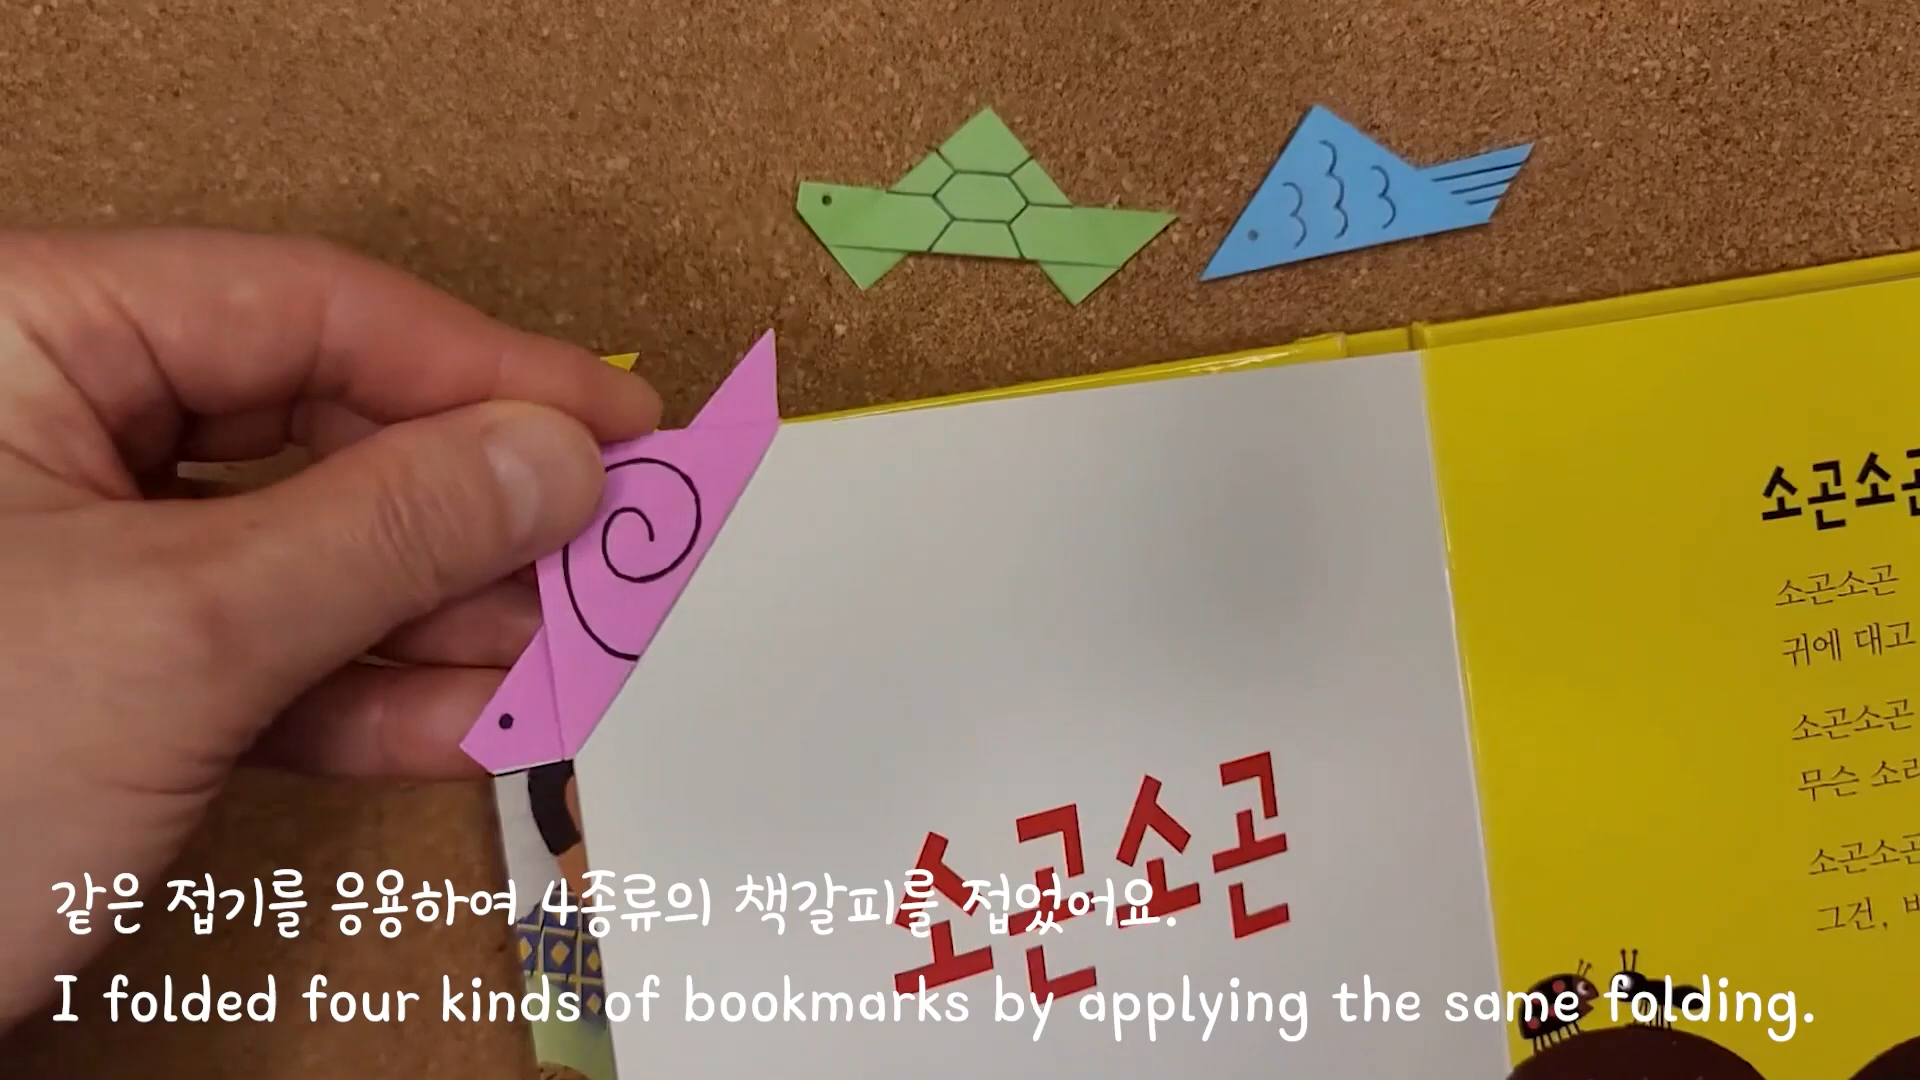 소곤소곤
소곤소곤
귀에 대고
소곤소곤
무슨 소리
소곤소곤
그건,
소곤소곤
같은 접기를 응용하여 4종류의 책갈피를 접었어요.
I folded four kinds of bookmarks by applying the same folding.